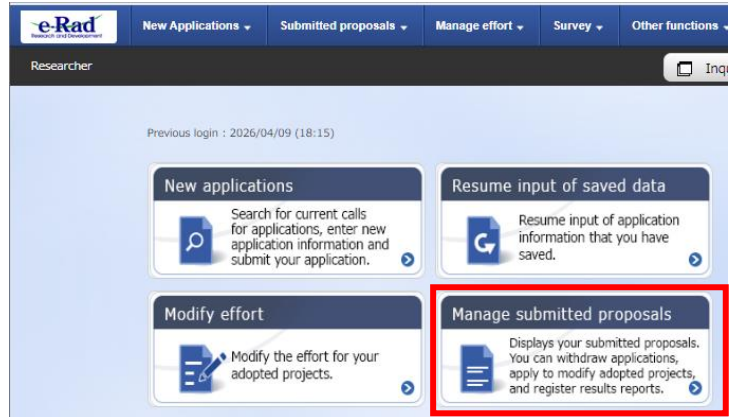 e-Rad
Research and Development
New Applications Submitted proposals Manage effort Survey Other functions
Researcher
Previous login : 2026/04/09 (18:15)
New applications
Search for current calls
for applications, enter new
application information and
submit your application.
Resume input of saved data
Resume input of application
information that you have
saved.
Modify effort
Modify the effort for your
adopted projects.
Manage submitted proposals
Displays your submitted proposals.
You can withdraw applications,
apply to modify adopted projects,
and register results reports.